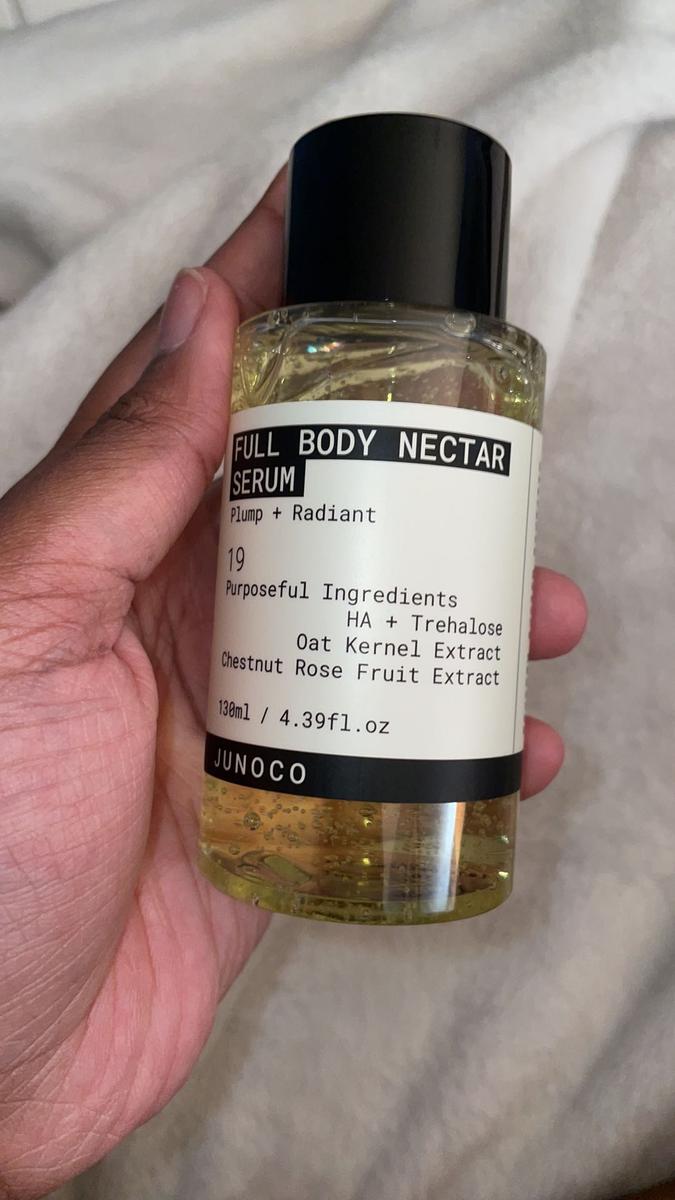 FULL BODY NECTAR
SERUM
Plump + Radiant
19
Purposeful Ingredients
HA + Trehalose
Oat Kernel Extract
Chestnut Rose Fruit Extract
130ml / 4.39fl.oz
JUNOCO